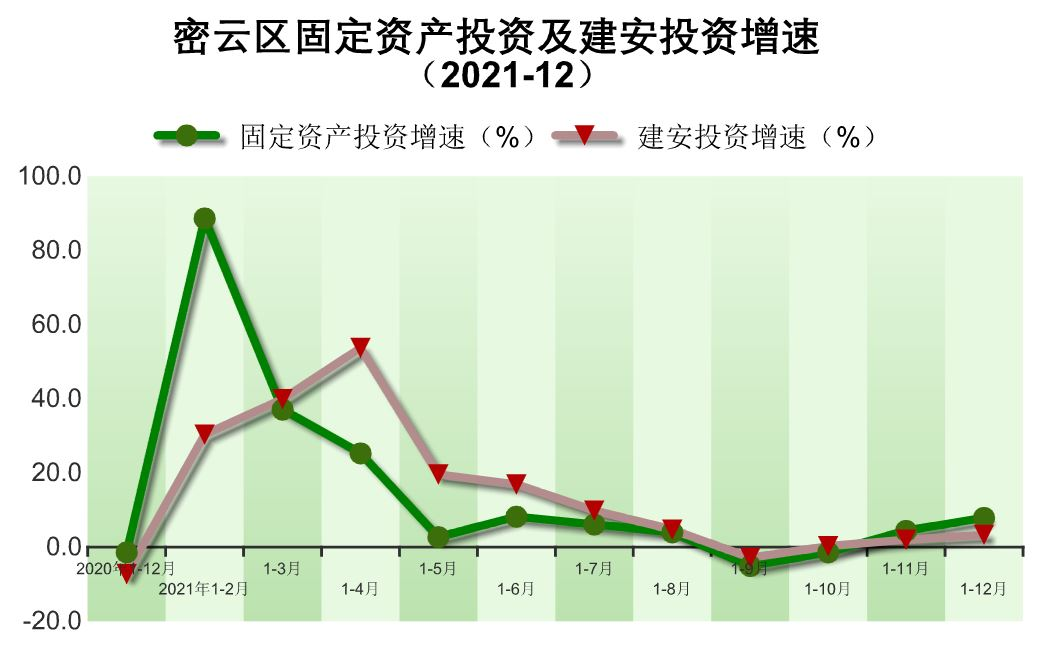 密云区固定资产投资及建安投资增速
（2021-12）
固定资产投资增速（%） 建安投资增速（%）
100.0
80.0
60.0
40.0
20.0
0.0
-20.0
2020年1-12月
2021年1-2月
1-3月
1-4月
1-5月
1-6月
1-7月
1-8月
1-9月
1-10月
1-11月
1-12月